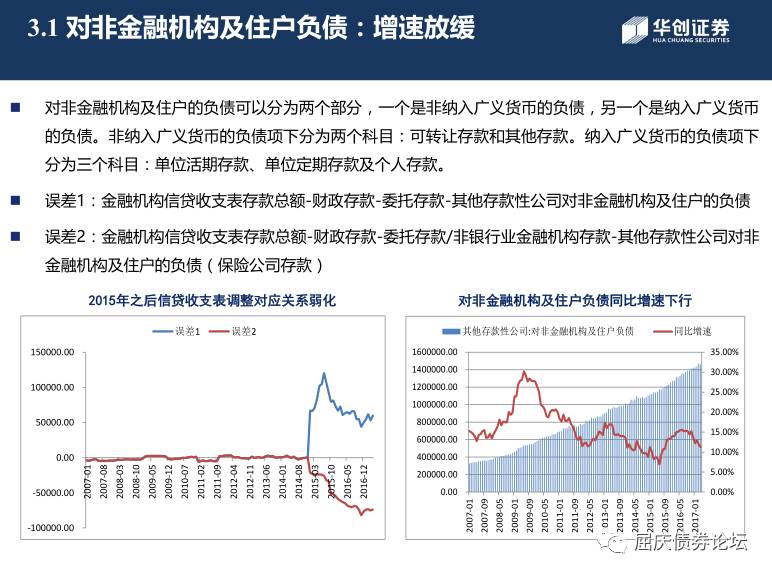 3.1 对非金融机构及住户负债：增速放缓
华创证券
HUA CHUANG SECURITIES
对非金融机构及住户的负债可以分为两个部分，一个是非纳入广义货币的负债，另一个是纳入广义货币
的负债。非纳入广义货币的负债项下分为两个科目：可转让存款和其他存款。纳入广义货币的负债项下
分为三个科目：单位活期存款、单位定期存款及个人存款。
误差1：金融机构信贷收支表存款总额-财政存款-委托存款-其他存款性公司对非金融机构及住户的负债
误差2：金融机构信贷收支表存款总额-财政存款-委托存款/非银行业金融机构存款-其他存款性公司对非
金融机构及住户的负债（保险公司存款）
2015年之后信贷收支表调整对应关系弱化
误差1 误差2
150000.00
100000.00
50000.00
0.00
-50000.00
-100000.00
2007-01 2007-08 2008-03 2008-10 2009-05 2009-12 2010-07 2011-02 2011-09 2012-04 2012-11 2013-06 2014-01 2014-08 2015-03 2015-10 2016-05 2016-12
对非金融机构及住户负债同比增速下行
其他存款性公司:对非金融机构及住户负债 同比增速
1600000.00 35.00%
1400000.00 30.00%
1200000.00 25.00%
1000000.00 20.00%
800000.00 15.00%
600000.00 10.00%
400000.00 5.00%
200000.00 0.00%
0.00
2007-01 2007-09 2008-05 2009-01 2009-09 2010-05 2011-01 2011-09 2012-05 2013-01 2013-09 2014-05 2015-01 2015-09 2016-05 2017-01
屈庆债券论坛